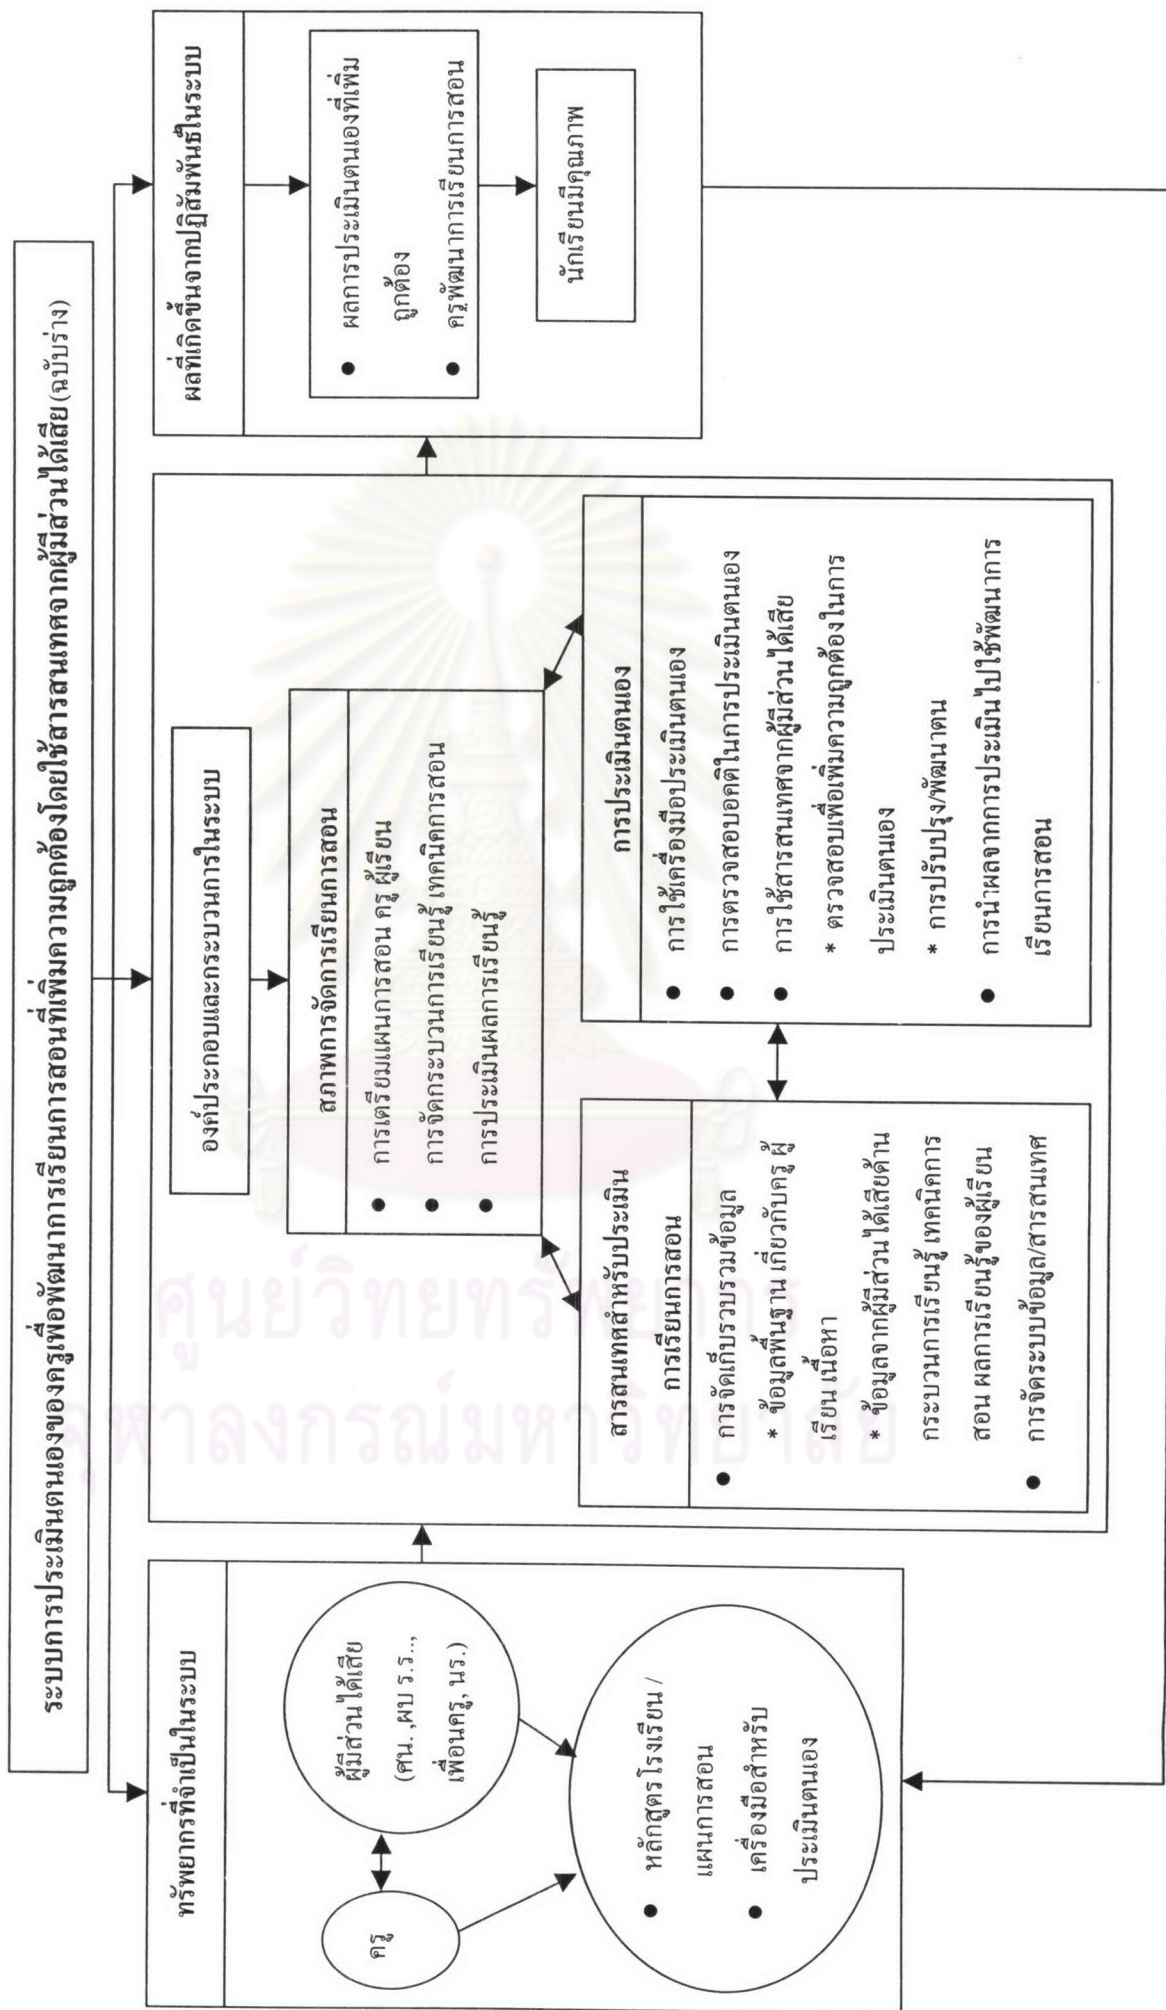 ระบบการประเมินตนเองของครูเพื่อพัฒนาการเรียนการสอนที่เพิ่มความถูกต้องโดยใช้สารสนเทศจากผู้มีส่วนได้เสีย(ฉบับร่าง)
ทรัพยากรที่จำเป็นในระบบ
ครู
ผู้มีส่วนได้เสีย
(ศน. ,ผบ ร.ร..,
เพื่อนครู, นร.)
● หลักสูตรโรงเรียน /
แผนการสอน
● เครื่องมือสำหรับ
ประเมินตนเอง
องค์ประกอบและกระบวนการในระบบ
สภาพการจัดการเรียนการสอน
● การเตรียมแผนการสอน ครู ผู้เรียน
● การจัดกระบวนการเรียนรู้ เทคนิคการสอน
● การประเมินผลการเรียนรู้
สารสนเทศสำหรับประเมิน
การเรียนการสอน
● การจัดเก็บรวบรวมข้อมูล
* ข้อมูลพื้นฐาน เกี่ยวกับครู ผู้
เรียน เนื้อหา
* ข้อมูลจากผู้มีส่วนได้เสียด้าน
กระบวนการเรียนรู้ เทคนิคการ
สอน ผลการเรียนรู้ของผู้เรียน
● การจัดระบบข้อมูล/สารสนเทศ
การประเมินตนเอง
● การใช้เครื่องมือประเมินตนเอง
● การตรวจสอบอคติในการประเมินตนเอง
● การใช้สารสนเทศจากผู้มีส่วนได้เสีย
* ตรวจสอบเพื่อเพิ่มความถูกต้องในการ
ประเมินตนเอง
* การปรับปรุง/พัฒนาตน
● การนำผลจากการประเมินไปใช้พัฒนาการ
เรียนการสอน
ผลที่เกิดขึ้นจากปฏิสัมพันธ์ในระบบ
● ผลการประเมินตนเองที่เพิ่ม
ถูกต้อง
● ครูพัฒนาการเรียนการสอน
นักเรียนมีคุณภาพ
ศูนย์วิทยทรัพยากร
จุฬาลงกรณ์มหาวิทยาลัย